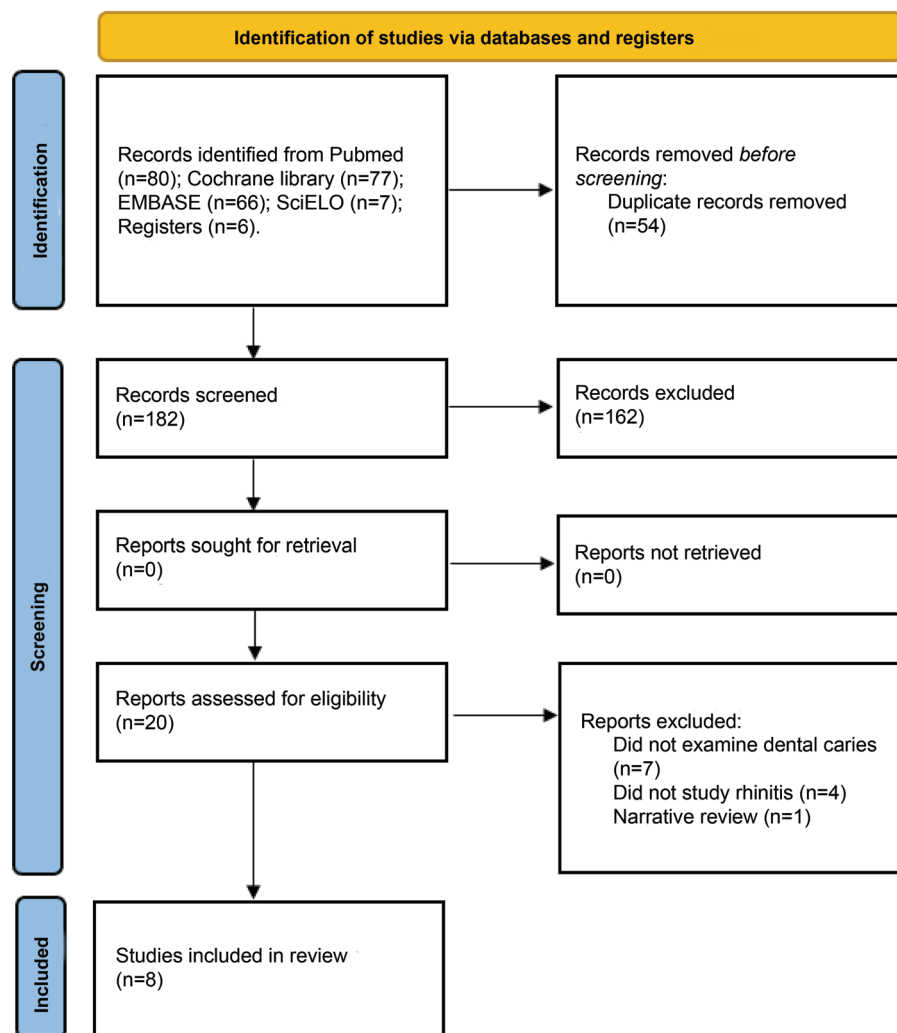 Identification of studies via databases and registers
Identification
Records identified from Pubmed
(n=80); Cochrane library (n=77);
EMBASE (n=66); SciELO (n=7);
Registers (n=6).
Records removed before
screening:
Duplicate records removed
(n=54)
Screening
Records screened
(n=182)
Records excluded
(n=162)
Reports sought for retrieval
(n=0)
Reports not retrieved
(n=0)
Reports assessed for eligibility
(n=20)
Reports excluded:
Did not examine dental caries
(n=7)
Did not study rhinitis (n=4)
Narrative review (n=1)
Included
Studies included in review
(n=8)